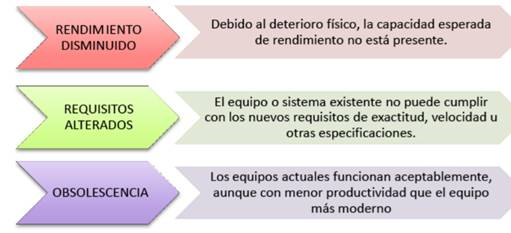 RENDIMIENTO
DISMINUIDO
Debido al deterioro físico, la capacidad esperada
de rendimiento no está presente.
REQUISITOS
ALTERADOS
El equipo o sistema existente no puede cumplir
con los nuevos requisitos de exactitud, velocidad u
otras especificaciones.
OBSOLESCENCIA
Los equipos actuales funcionan aceptablemente,
aunque con menor productividad que el equipo
más moderno